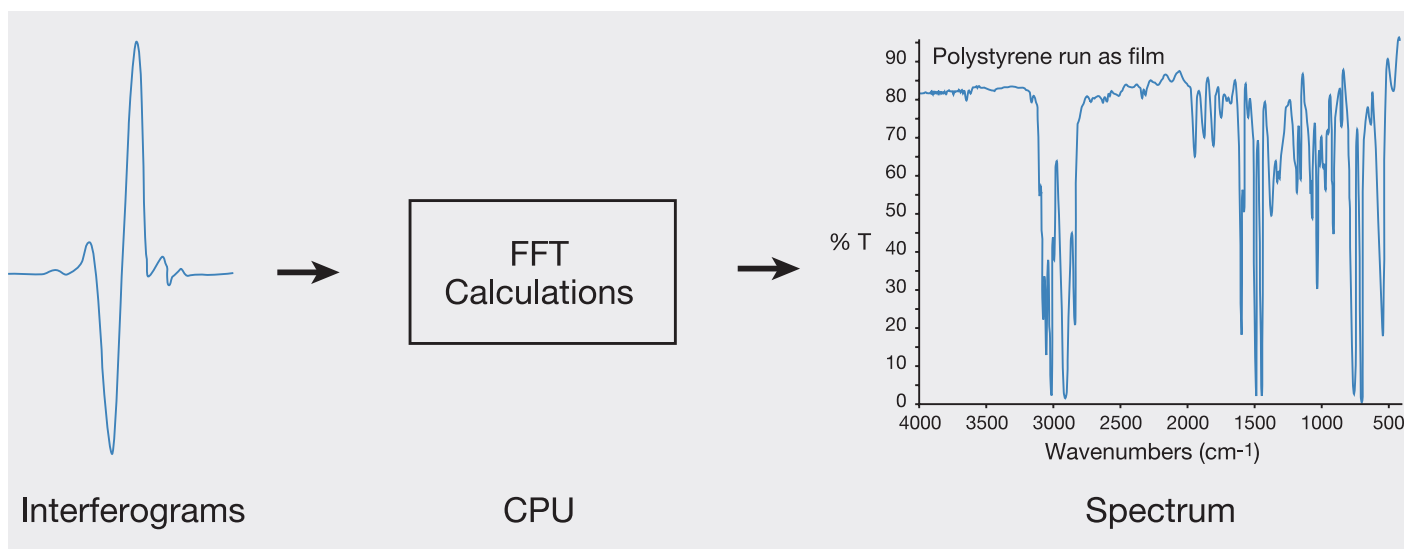 Polystyrene run as film
90
80
70
60
50
40
30
20
10
0
% T
4000 3500 3000 2500 2000 1500 1000 500
Wavenumbers (cm-1)
FFT
Calculations
Interferograms
CPU
Spectrum